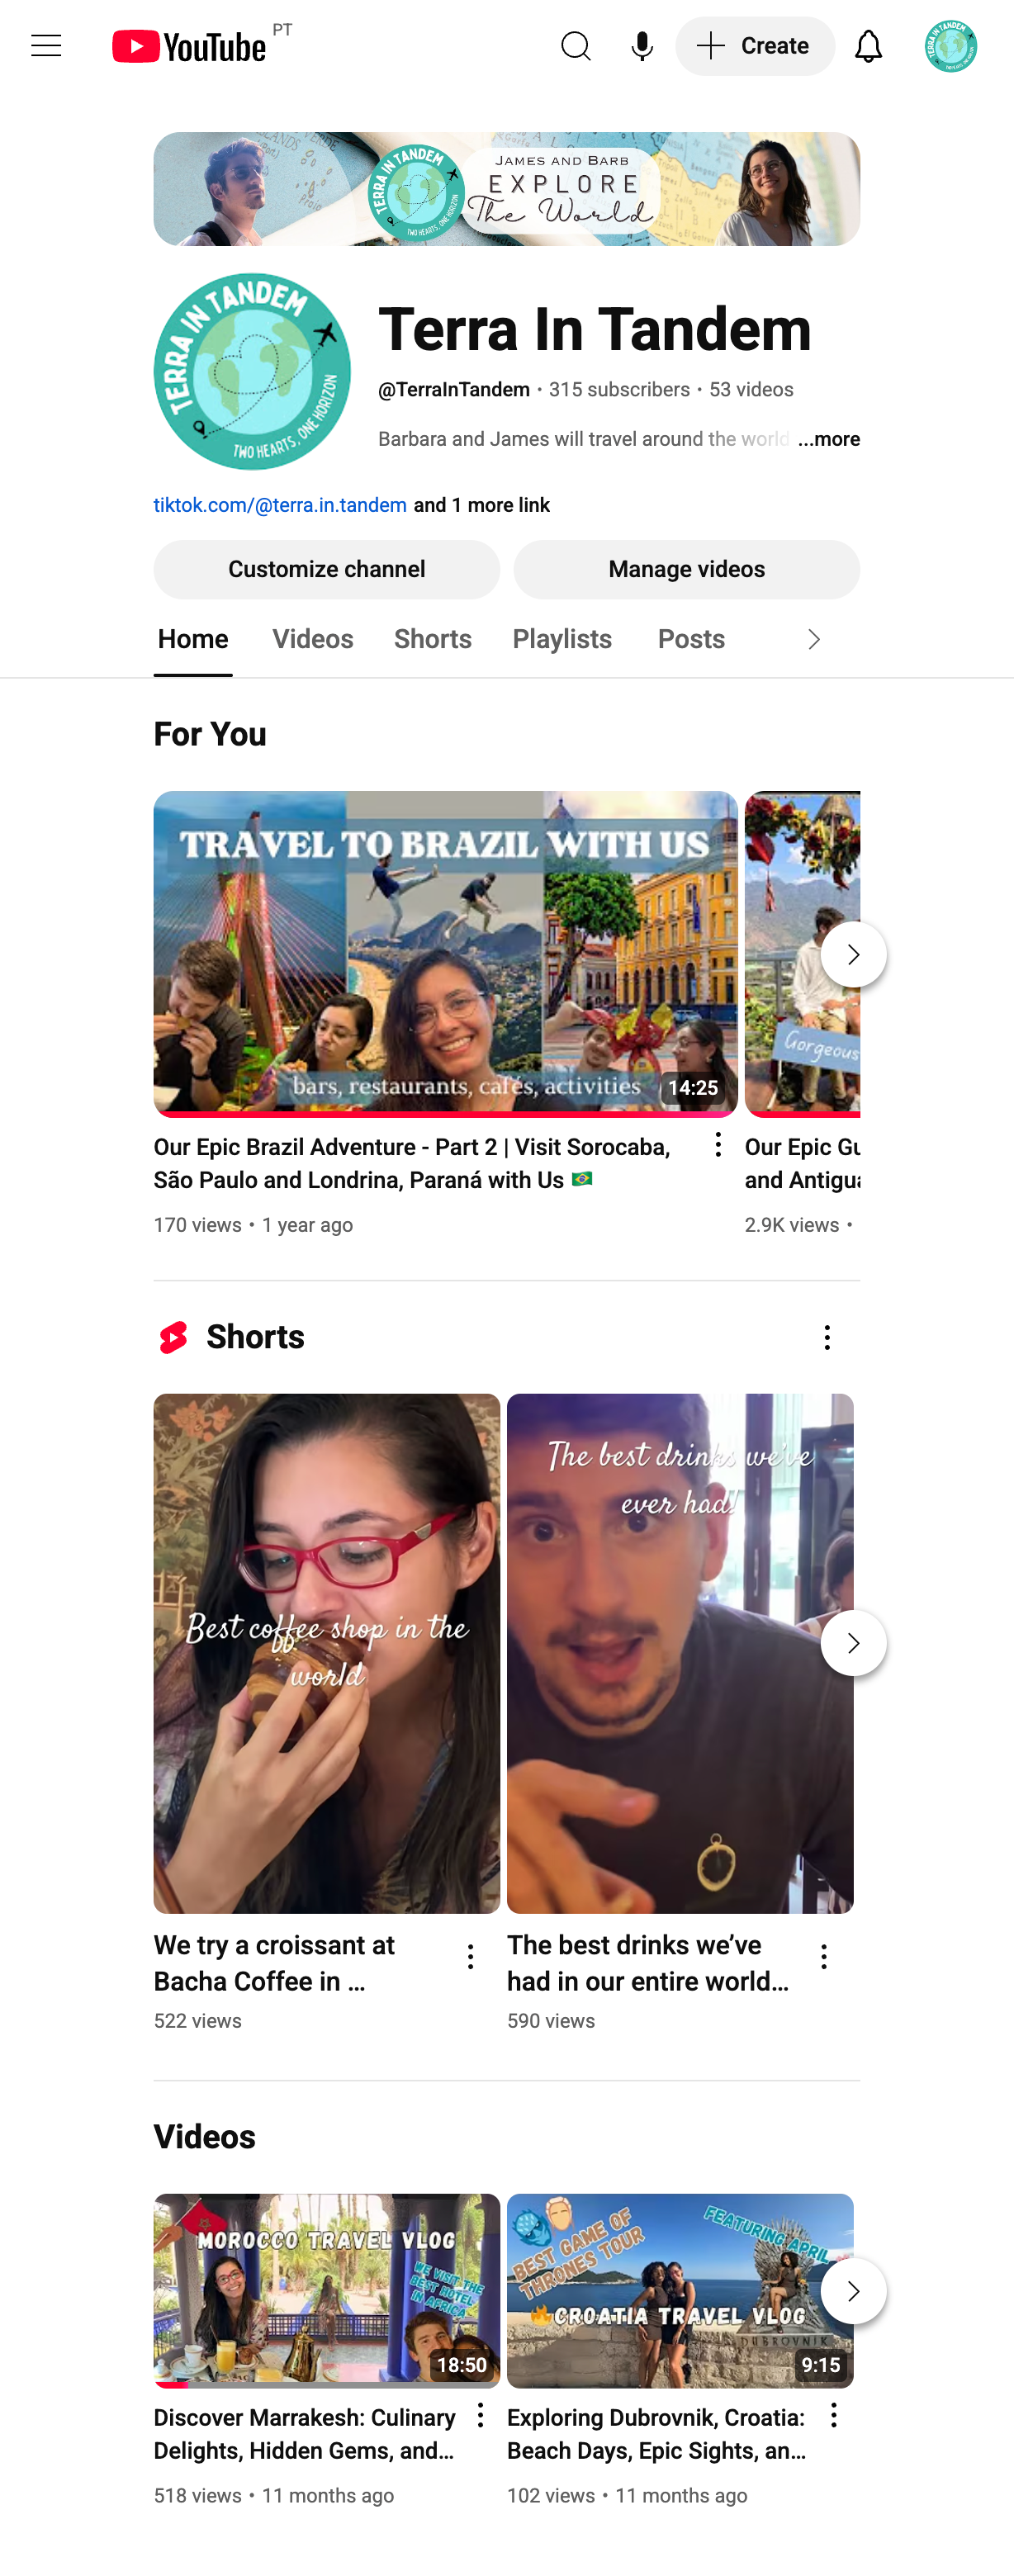 YouTube PT
Create
JAMES AND BARB
EXPLORE
The World
TERRA IN TANDEM
TWO HEARTS, ONE HORIZON
TERRA IN TANDEM
TWO HEARTS, ONE HORIZON
Terra In Tandem
@TerraInTandem • 315 subscribers • 53 videos
Barbara and James will travel around the world ...more
tiktok.com/@terra.in.tandem and 1 more link
Customize channel Manage videos
Home Videos Shorts Playlists Posts
For You
TRAVEL TO BRAZIL WITH US
bars, restaurants, cafés, activities
14:25
Gorgeous
Our Epic Brazil Adventure - Part 2 | Visit Sorocaba,
São Paulo and Londrina, Paraná with Us 🇧🇷
170 views • 1 year ago
Our Epic Gu
and Antigua
2.9K views •
Shorts
Best coffee shop in the
world
The best drinks we've
ever had!
We try a croissant at
Bacha Coffee in ...
522 views
The best drinks we’ve
had in our entire world...
590 views
Videos
MOROCCO TRAVEL VLOG
WE VISIT THE
BEST HOTEL
IN AFRICA
18:50
BEST GAME OF
THRONES TOUR
FEATURING APRIL
🔥CROATIA TRAVEL VLOG
DUBROVNIK
9:15
Discover Marrakesh: Culinary
Delights, Hidden Gems, and...
518 views • 11 months ago
Exploring Dubrovnik, Croatia:
Beach Days, Epic Sights, an...
102 views • 11 months ago